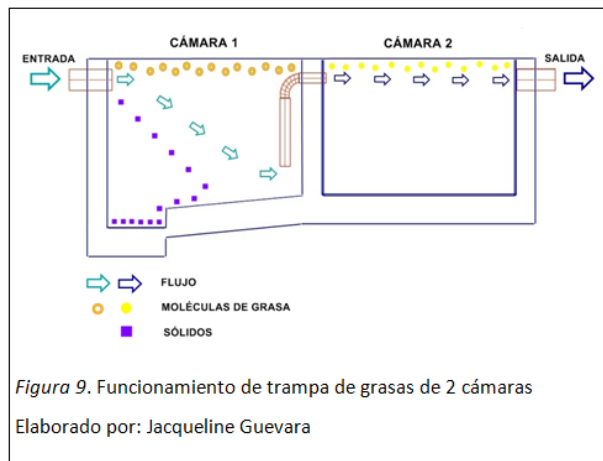 CÁMARA 1
CÁMARA 2
ENTRADA
SALIDA
FLUJO
MOLÉCULAS DE GRASA
SÓLIDOS
Figura 9. Funcionamiento de trampa de grasas de 2 cámaras
Elaborado por: Jacqueline Guevara